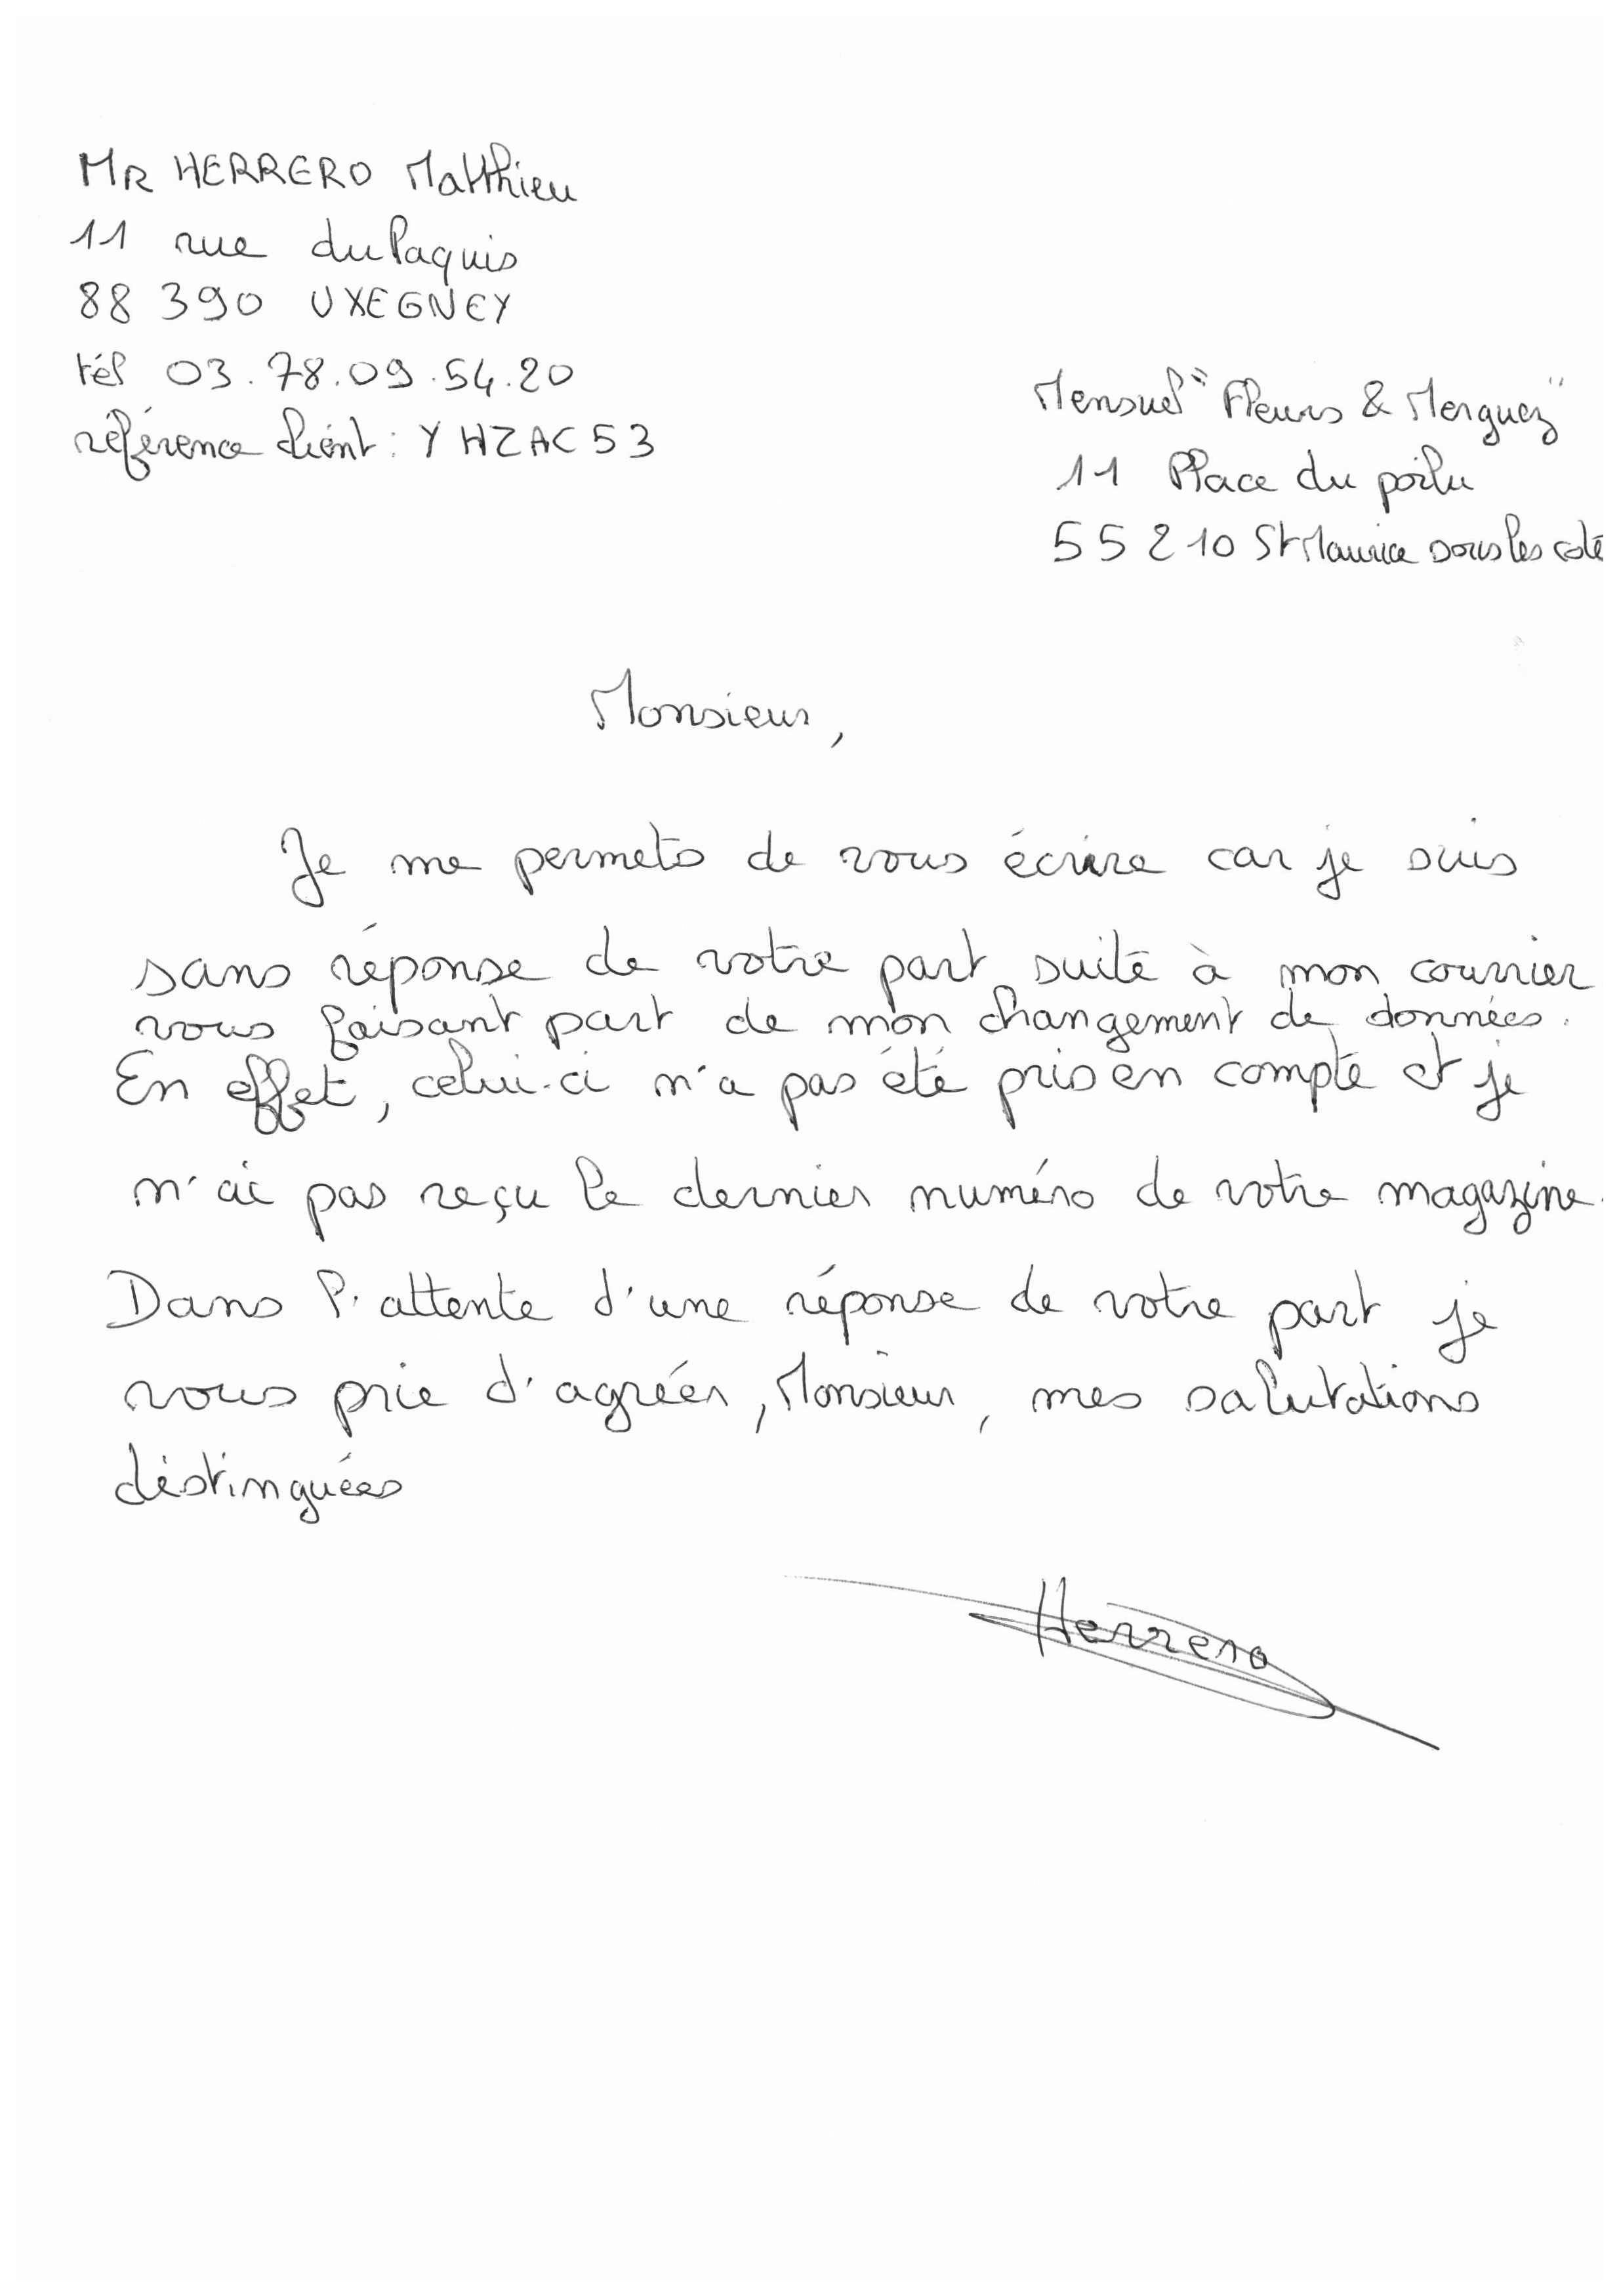 MR HERRERO Matthieu
11 rue du Paquis
88 390 UXEGNEY
tél 03.78.09.54.20
référence client : YHZAC53
Mensuel "Fleurs & Merguez"
11 Place du poilu
55210 St Maurice sous les coté
Monsieur,
Je me permets de vous écrire car je suis
sans réponse de votre part suite à mon courrier
vous faisant part de mon changement de données.
En effet, celui-ci n'a pas été pris en compte et je
n'ai pas reçu le dernier numéro de votre magazine.
Dans l'attente d'une réponse de votre part je
vous prie d'agréer, Monsieur, mes salutations
distinguées
Herrero